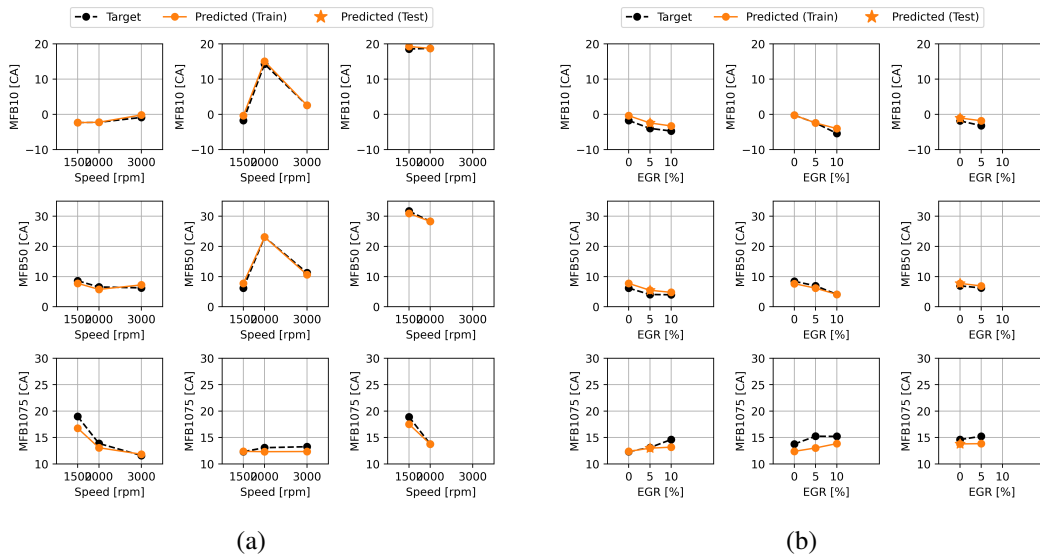 Target Predicted (Train) Predicted (Test)
20 20 20
MFB10 [CA] MFB10 [CA] MFB10 [CA]
10 10 10
0 0 0
−10 −10 −10
1500 2000 3000 1500 2000 3000 1500 2000 3000
Speed [rpm] Speed [rpm] Speed [rpm]
30 30 30
MFB50 [CA] MFB50 [CA] MFB50 [CA]
20 20 20
10 10 10
0 0 0
1500 2000 3000 1500 2000 3000 1500 2000 3000
Speed [rpm] Speed [rpm] Speed [rpm]
30 30 30
25 25 25
MFB1075 [CA] MFB1075 [CA] MFB1075 [CA]
20 20 20
15 15 15
10 10 10
1500 2000 3000 1500 2000 3000 1500 2000 3000
Speed [rpm] Speed [rpm] Speed [rpm]
(a)
Target Predicted (Train) Predicted (Test)
20 20 20
MFB10 [CA] MFB10 [CA] MFB10 [CA]
10 10 10
0 0 0
−10 −10 −10
0 5 10 0 5 10 0 5 10
EGR [%] EGR [%] EGR [%]
30 30 30
MFB50 [CA] MFB50 [CA] MFB50 [CA]
20 20 20
10 10 10
0 0 0
0 5 10 0 5 10 0 5 10
EGR [%] EGR [%] EGR [%]
30 30 30
25 25 25
MFB1075 [CA] MFB1075 [CA] MFB1075 [CA]
20 20 20
15 15 15
10 10 10
0 5 10 0 5 10 0 5 10
EGR [%] EGR [%] EGR [%]
(b)